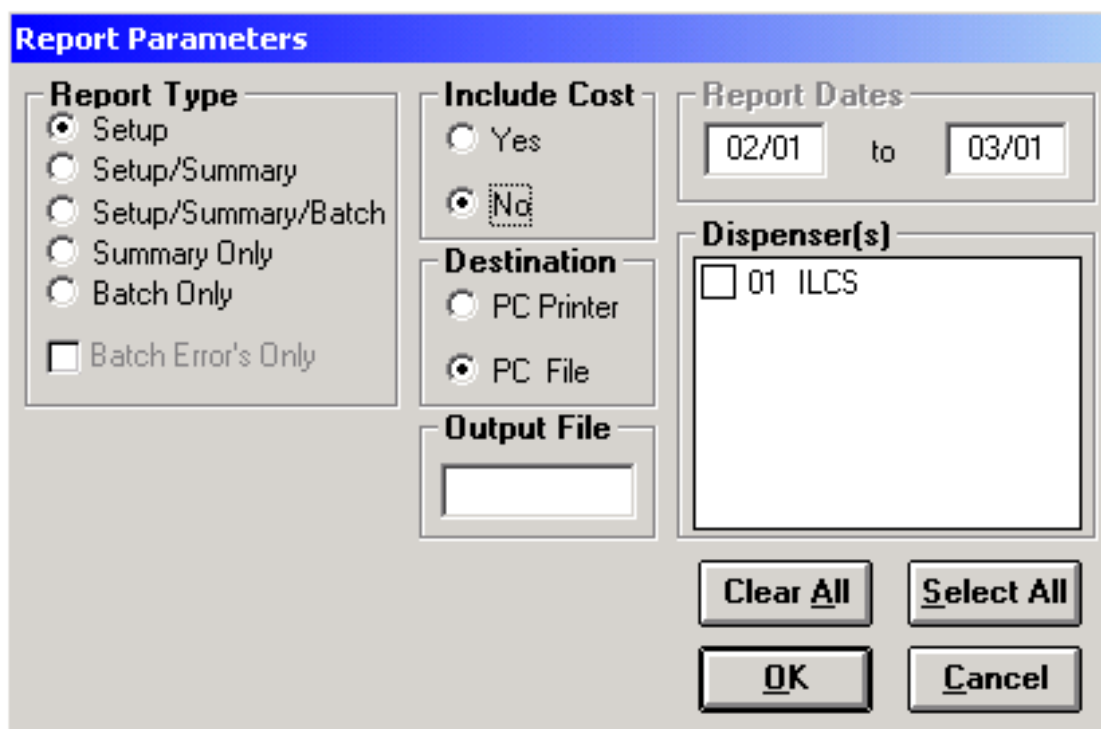 Report Parameters
Report Type
Setup
Setup/Summary
Setup/Summary/Batch
Summary Only
Batch Only
Batch Error's Only
Include Cost
Yes
No
Destination
PC Printer
PC File
Output File
Report Dates
02/01 to 03/01
Dispenser(s)
01 ILCS
Clear All
Select All
OK
Cancel